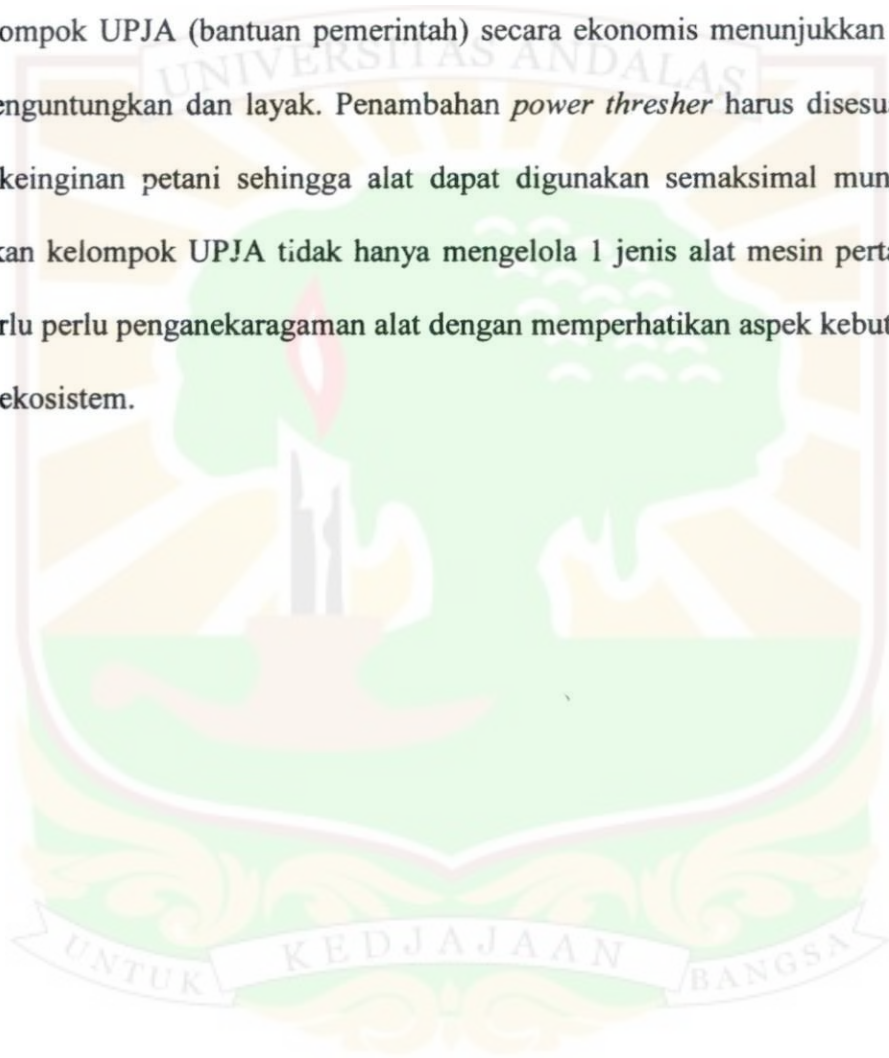 ompok UPJA (bantuan pemerintah) secara ekonomis menunjukkan
UNIVERSITAS ANDALAS
enguntungkan dan layak. Penambahan power thresher harus disesu
keinginan petani sehingga alat dapat digunakan semaksimal mun
kan kelompok UPJA tidak hanya mengelola 1 jenis alat mesin perta
rlu perlu penganekaragaman alat dengan memperhatikan aspek kebut
ekosistem.
UNTUK KEDJAJAAN BANGSA